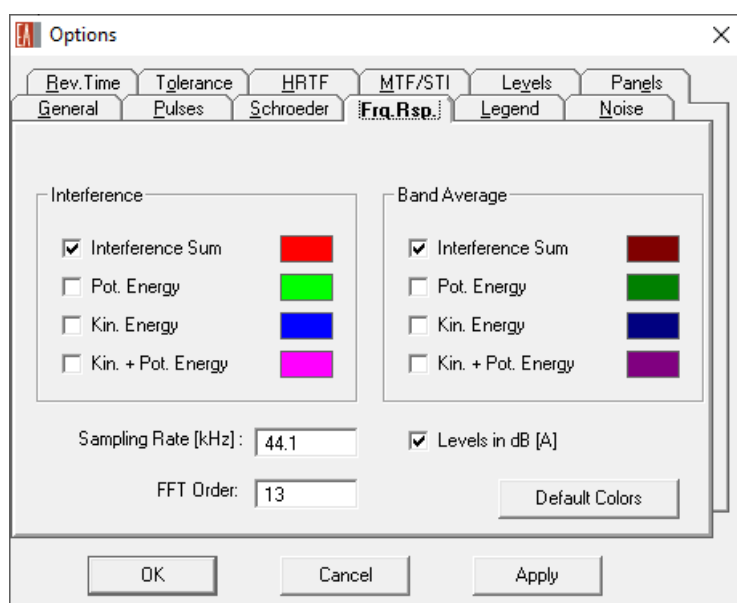 EA Options
Rev.Time Tolerance HRTF MTF/STI Levels Panels
General Pulses Schroeder Frq.Rsp. Legend Noise
Interference
Interference Sum
Pot. Energy
Kin. Energy
Kin. + Pot. Energy
Band Average
Interference Sum
Pot. Energy
Kin. Energy
Kin. + Pot. Energy
Sampling Rate [kHz] : 44.1
Levels in dB [A]
FFT Order: 13
Default Colors
OK Cancel Apply